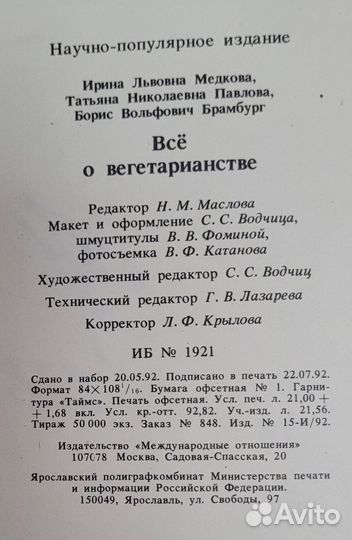 Научно-популярное издание
Ирина Львовна Медкова,
Татьяна Николаевна Павлова,
Борис Вольфович Брамбург
Всё
о вегетарианстве
Редактор Н. М. Маслова
Макет и оформление С. С. Водчица,
шмуцтитулы В. В. Фоминой,
фотосъемка В. Ф. Катанова
Художественный редактор С. С. Водчиц
Технический редактор Г. В. Лазарева
Корректор Л. Ф. Крылова
ИБ № 1921
Сдано в набор 20.05.92. Подписано в печать 22.07.92.
Формат 84×108¹/₁₆. Бумага офсетная № 1. Гарни-
тура «Таймс». Печать офсетная. Усл. печ. л. 21,00 +
+ 1,68 вкл. Усл. кр.-отт. 92,82. Уч.-изд. л. 21,56.
Тираж 50 000 экз. Заказ № 848. Изд. № 15-И/92.
Издательство «Международные отношения»
107078 Москва, Садовая-Спасская, 20
Ярославский полиграфкомбинат Министерства печати
и информации Российской Федерации.
150049, Ярославль, ул. Свободы, 97
Avito